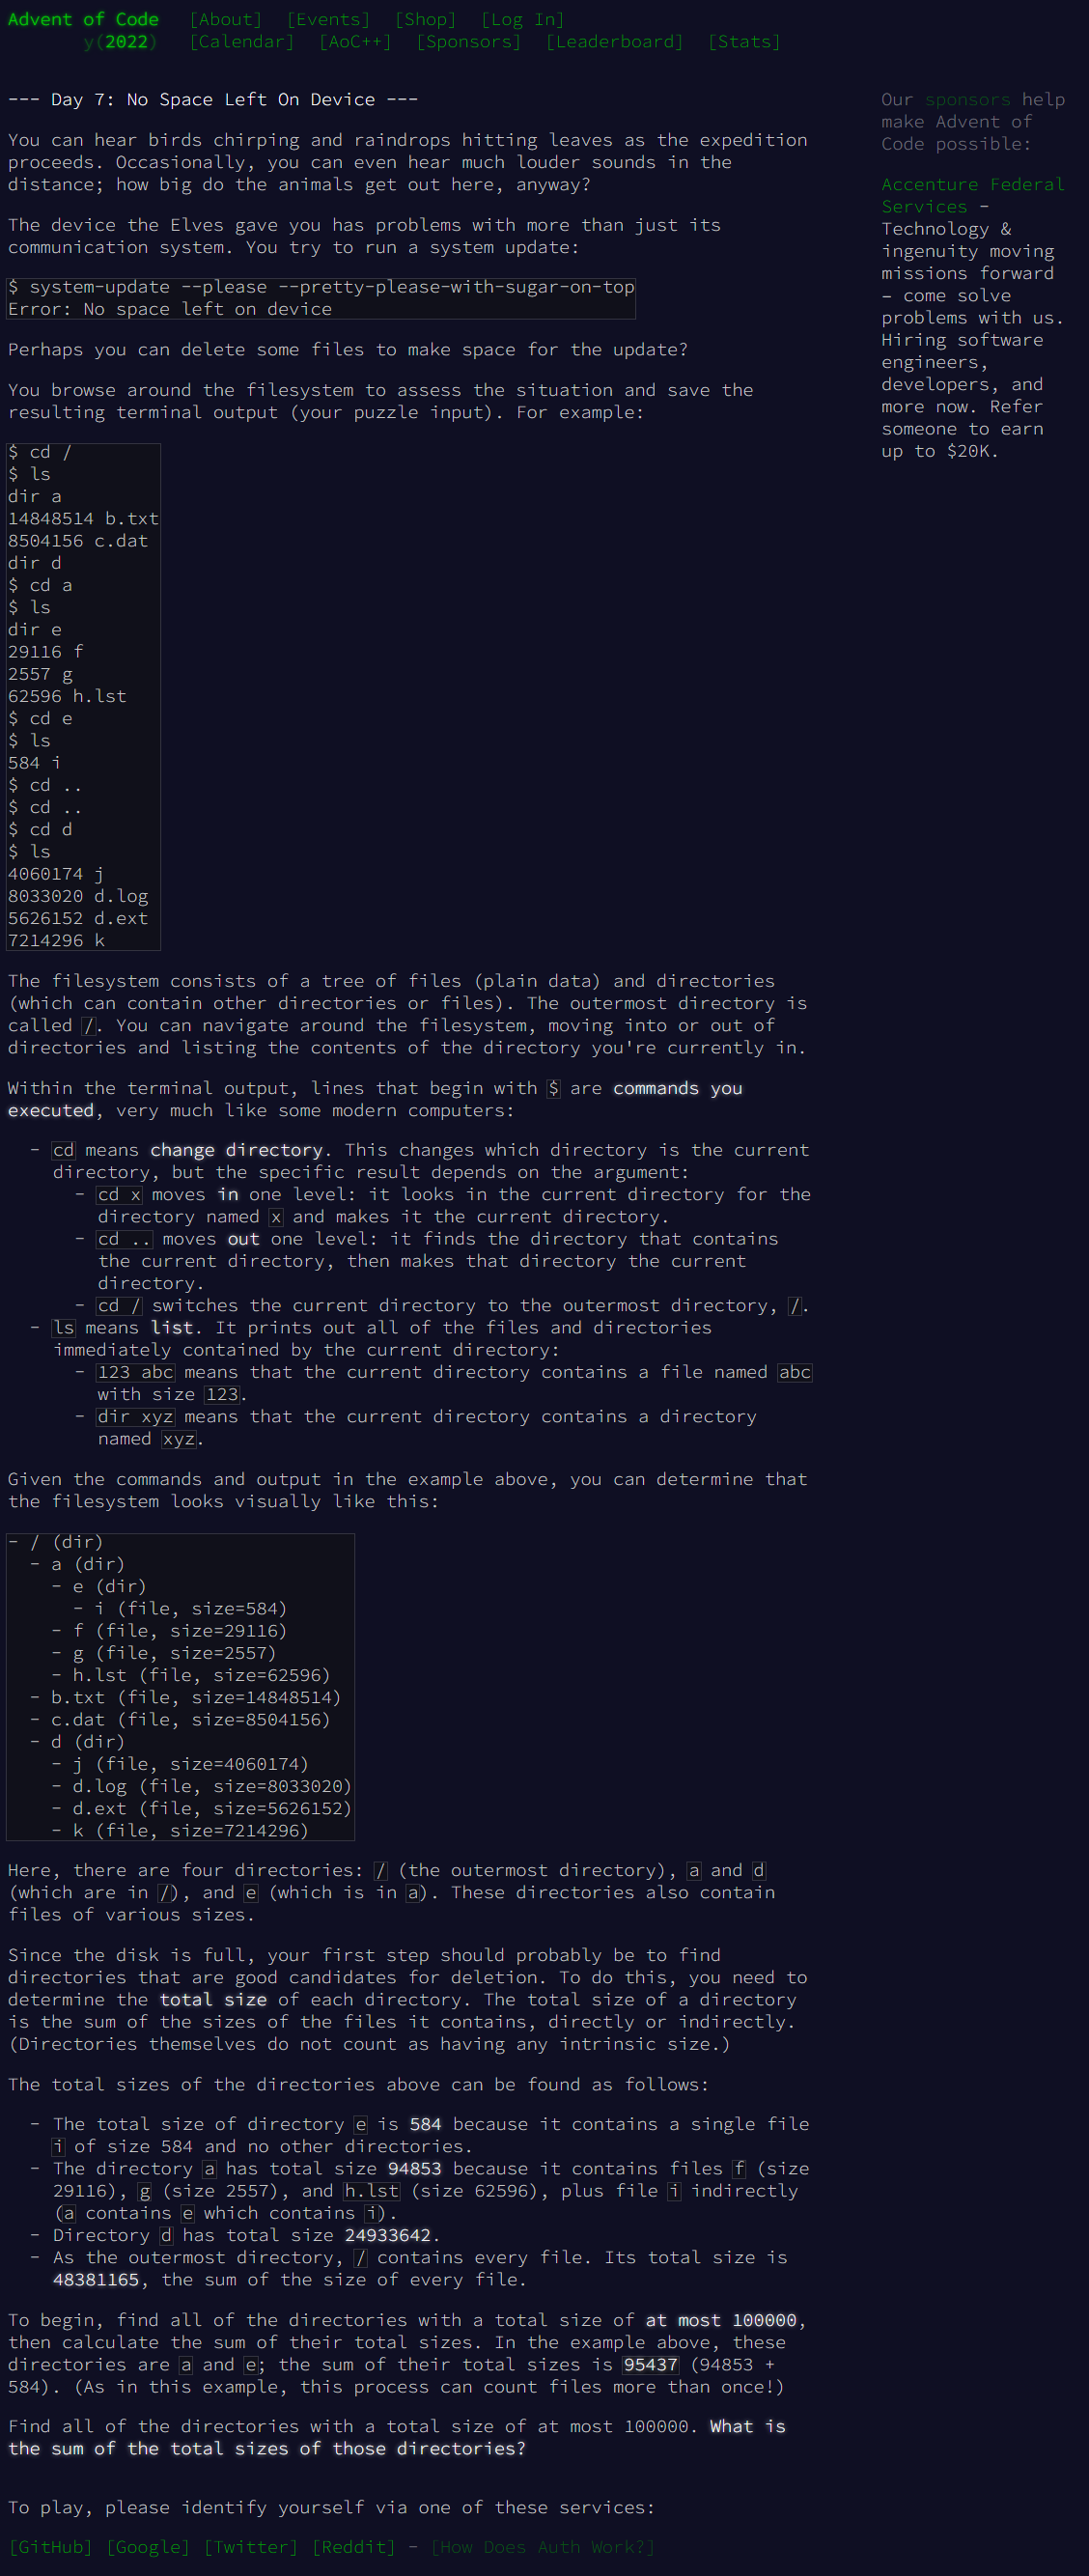 Advent of Code   [About]  [Events]  [Shop]  [Log In]
       y(2022)   [Calendar]  [AoC++]  [Sponsors]  [Leaderboard]  [Stats]
--- Day 7: No Space Left On Device ---
You can hear birds chirping and raindrops hitting leaves as the expedition
proceeds. Occasionally, you can even hear much louder sounds in the
distance; how big do the animals get out here, anyway?
The device the Elves gave you has problems with more than just its
communication system. You try to run a system update:
$ system-update --please --pretty-please-with-sugar-on-top
Error: No space left on device
Perhaps you can delete some files to make space for the update?
You browse around the filesystem to assess the situation and save the
resulting terminal output (your puzzle input). For example:
$ cd /
$ ls
dir a
14848514 b.txt
8504156 c.dat
dir d
$ cd a
$ ls
dir e
29116 f
2557 g
62596 h.lst
$ cd e
$ ls
584 i
$ cd ..
$ cd ..
$ cd d
$ ls
4060174 j
8033020 d.log
5626152 d.ext
7214296 k
The filesystem consists of a tree of files (plain data) and directories
(which can contain other directories or files). The outermost directory is
called /. You can navigate around the filesystem, moving into or out of
directories and listing the contents of the directory you're currently in.
Within the terminal output, lines that begin with $ are commands you
executed, very much like some modern computers:
- cd means change directory. This changes which directory is the current
directory, but the specific result depends on the argument:
- cd x moves in one level: it looks in the current directory for the
directory named x and makes it the current directory.
- cd .. moves out one level: it finds the directory that contains
the current directory, then makes that directory the current
directory.
- cd / switches the current directory to the outermost directory, /.
- ls means list. It prints out all of the files and directories
immediately contained by the current directory:
- 123 abc means that the current directory contains a file named abc
with size 123.
- dir xyz means that the current directory contains a directory
named xyz.
Given the commands and output in the example above, you can determine that
the filesystem looks visually like this:
- / (dir)
  - a (dir)
    - e (dir)
      - i (file, size=584)
    - f (file, size=29116)
    - g (file, size=2557)
    - h.lst (file, size=62596)
  - b.txt (file, size=14848514)
  - c.dat (file, size=8504156)
  - d (dir)
    - j (file, size=4060174)
    - d.log (file, size=8033020)
    - d.ext (file, size=5626152)
    - k (file, size=7214296)
Here, there are four directories: / (the outermost directory), a and d
(which are in /), and e (which is in a). These directories also contain
files of various sizes.
Since the disk is full, your first step should probably be to find
directories that are good candidates for deletion. To do this, you need to
determine the total size of each directory. The total size of a directory
is the sum of the sizes of the files it contains, directly or indirectly.
(Directories themselves do not count as having any intrinsic size.)
The total sizes of the directories above can be found as follows:
- The total size of directory e is 584 because it contains a single file
i of size 584 and no other directories.
- The directory a has total size 94853 because it contains files f (size
29116), g (size 2557), and h.lst (size 62596), plus file i indirectly
(a contains e which contains i).
- Directory d has total size 24933642.
- As the outermost directory, / contains every file. Its total size is
48381165, the sum of the size of every file.
To begin, find all of the directories with a total size of at most 100000,
then calculate the sum of their total sizes. In the example above, these
directories are a and e; the sum of their total sizes is 95437 (94853 +
584). (As in this example, this process can count files more than once!)
Find all of the directories with a total size of at most 100000. What is
the sum of the total sizes of those directories?
To play, please identify yourself via one of these services:
[GitHub] [Google] [Twitter] [Reddit] - [How Does Auth Work?]
Our sponsors help
make Advent of
Code possible:
Accenture Federal
Services -
Technology &
ingenuity moving
missions forward
– come solve
problems with us.
Hiring software
engineers,
developers, and
more now. Refer
someone to earn
up to $20K.